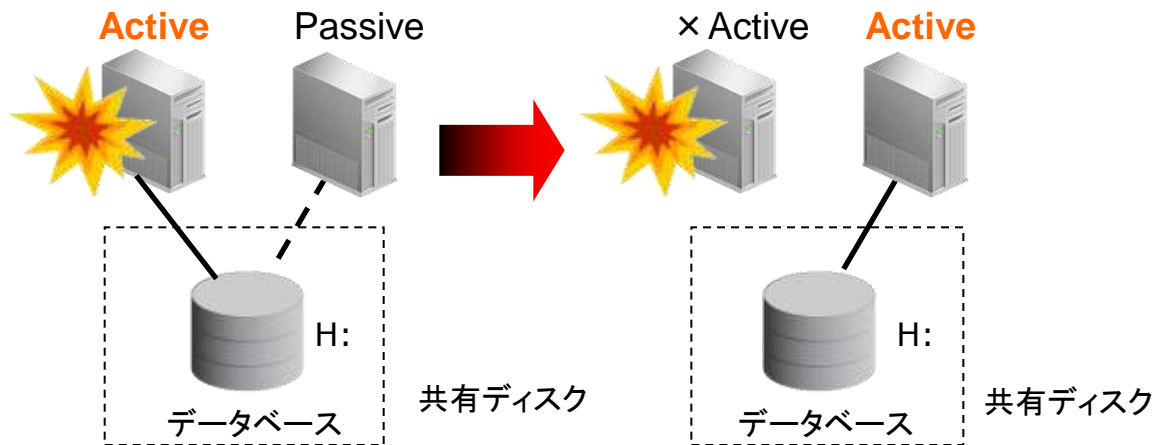 Active Passive
× Active Active
H:
データベース
共有ディスク
H:
データベース
共有ディスク